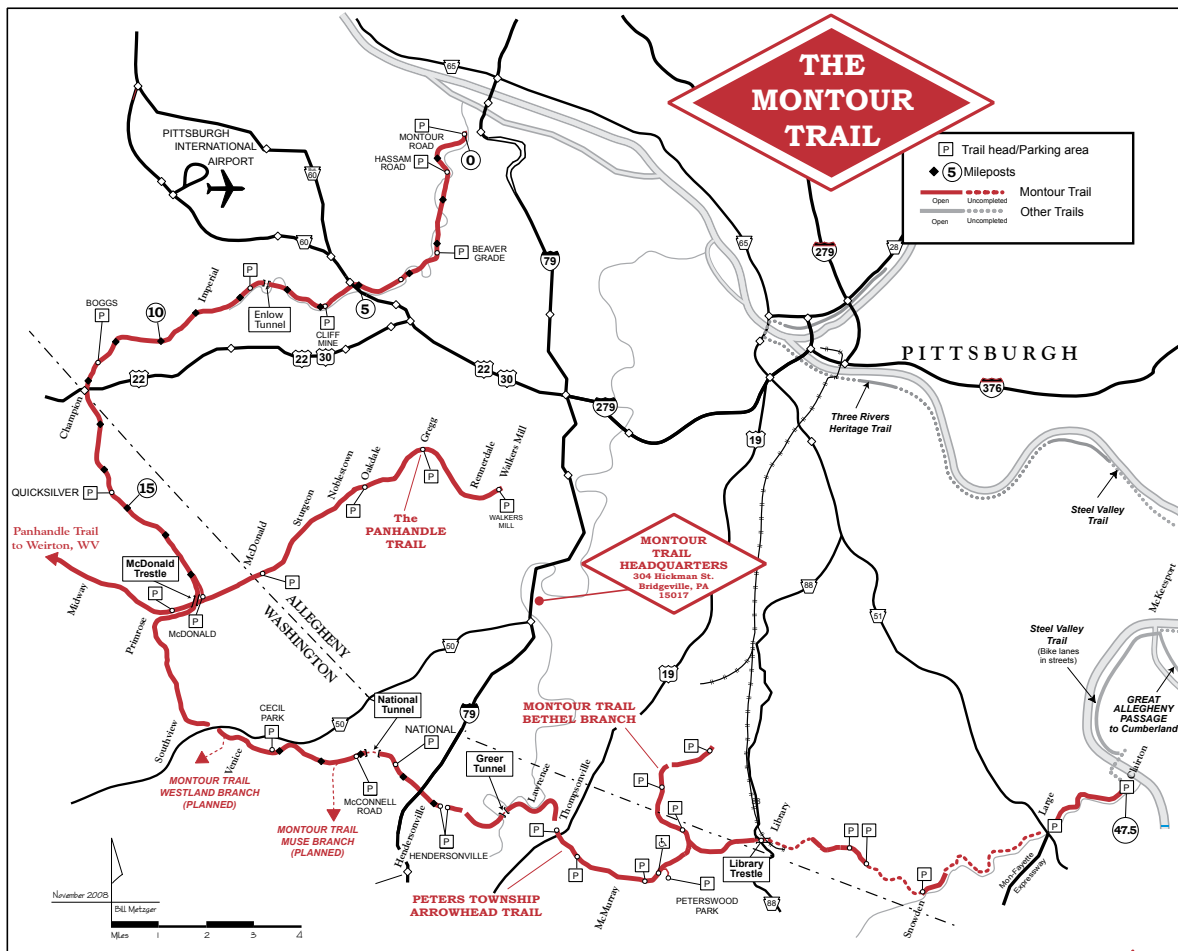 THE
MONTOUR
TRAIL
P Trail head/Parking area
5 Mileposts
Montour Trail
Open Uncompleted
Other Trails
Open Uncompleted
65
PITTSBURGH
INTERNATIONAL
AIRPORT
60
60
P
MONTOUR
ROAD
0
HASSAM
ROAD
P
BEAVER
GRADE
P
79
65
279
28
Imperial
P
Enlow
Tunnel
5
P
CLIFF
MINE
BOGGS
P
10
22
30
22
22
30
279
Champion
PITTSBURGH
376
Three Rivers
Heritage Trail
19
Steel Valley
Trail
QUICKSILVER
P
15
Panhandle Trail
to Weirton, WV
Midway
McDonald
Trestle
P
P
McDONALD
Primrose
McDonald
P
Sturgeon
Noblestown
Oakdale
P
Gregg
P
The
PANHANDLE
TRAIL
Rennerdale
Walkers Mill
P
WALKERS
MILL
ALLEGHENY
WASHINGTON
MONTOUR
TRAIL
HEADQUARTERS
304 Hickman St.
Bridgeville, PA
15017
88
51
50
50
79
19
Steel Valley
Trail
(Bike lanes
in streets)
McKeesport
GREAT
ALLEGHENY
PASSAGE
to Cumberland
Southview
MONTOUR TRAIL
WESTLAND BRANCH
(PLANNED)
Venice
CECIL
PARK
P
National
Tunnel
NATIONAL
P
P
McCONNELL
ROAD
MONTOUR TRAIL
MUSE BRANCH
(PLANNED)
Hendersonville
P
HENDERSONVILLE
Greer
Tunnel
Lawrence
Thompsonville
P
P
MONTOUR TRAIL
BETHEL BRANCH
P
P
P
PETERS TOWNSHIP
ARROWHEAD TRAIL
McMurray
P
P
PETERSWOOD
PARK
88
Library
Library
Trestle
88
P
P
P
Snowden
Mon-Fayette
Expressway
Large
P
Clairton
P
47.5
November 2008
Bill Metzger
Miles 1 2 3 4